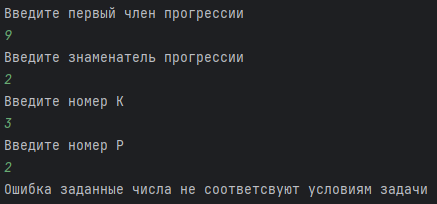 Введите первый член прогрессии
9
Введите знаменатель прогрессии
2
Введите номер К
3
Введите номер Р
2
Ошибка заданные числа не соответсвуют условиям задачи